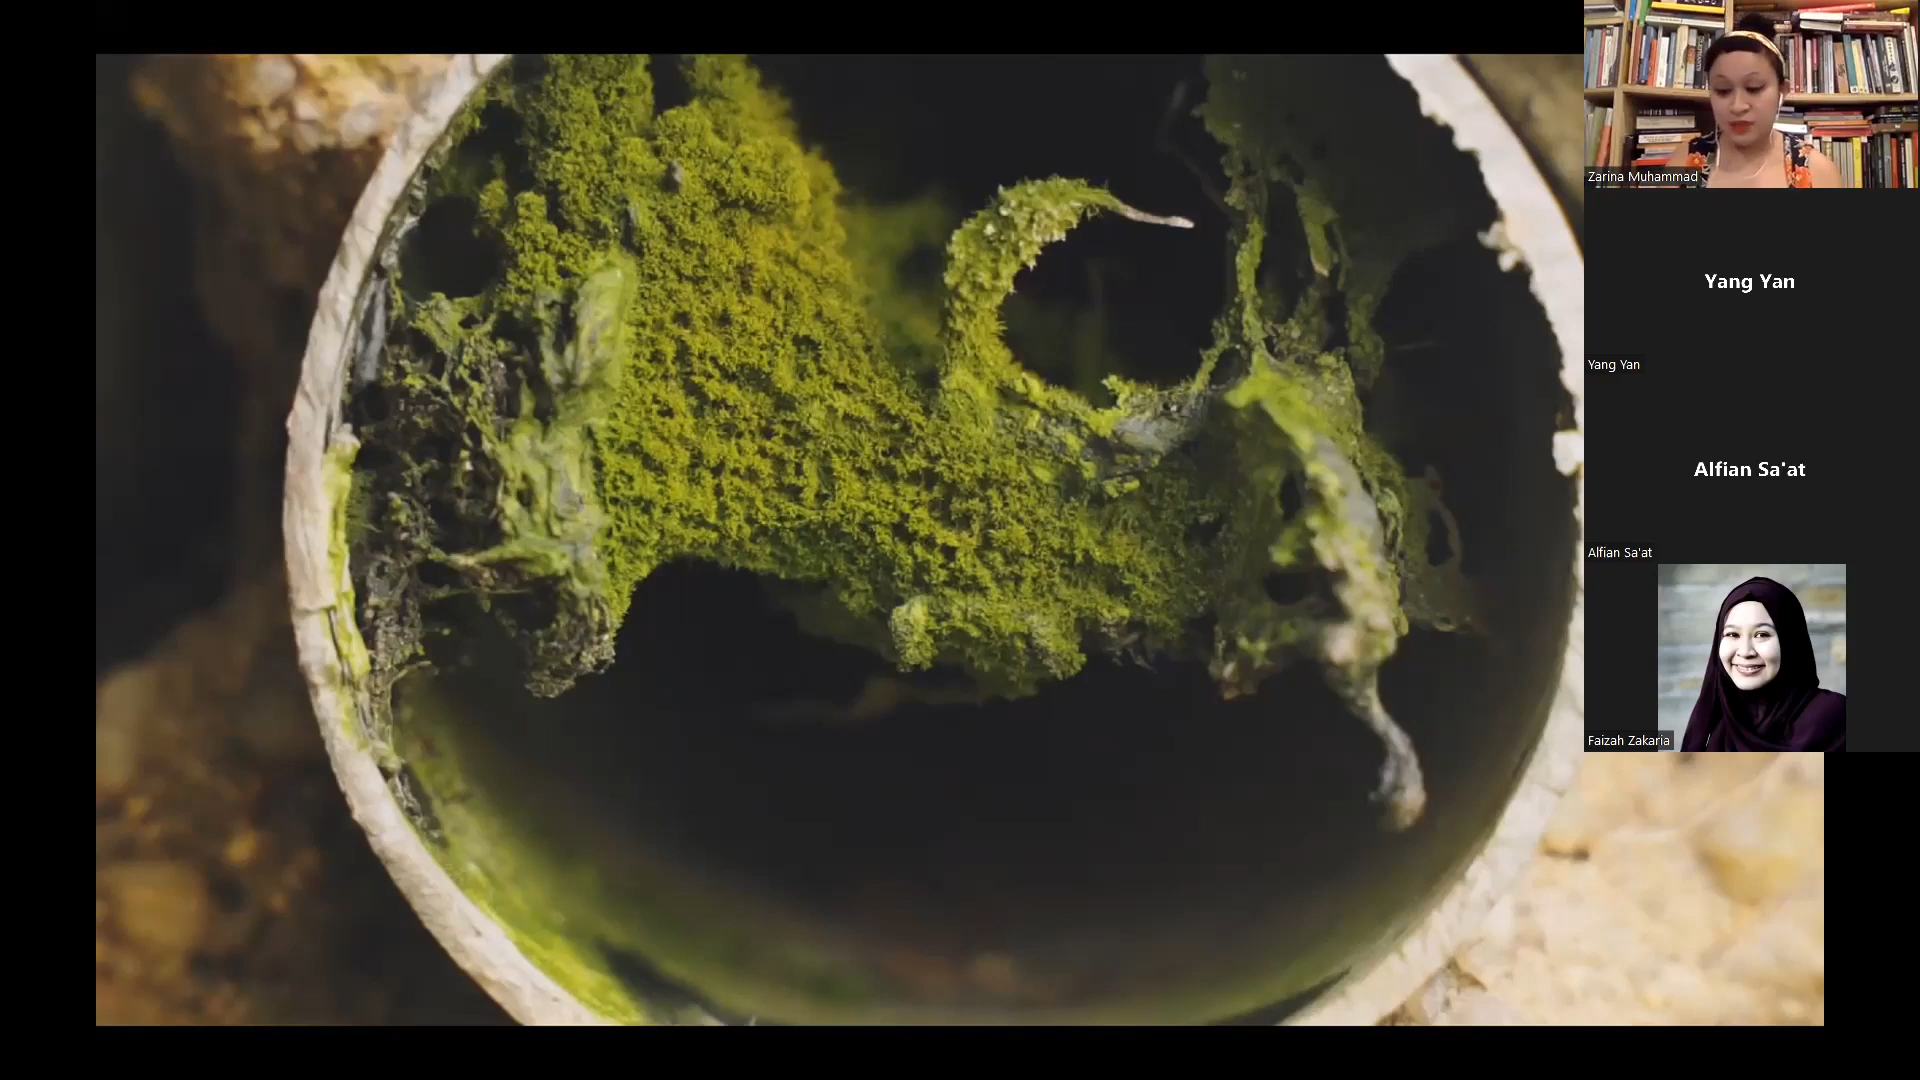 Zarina Muhammad
Yang Yan
Yang Yan
Alfian Sa'at
Alfian Sa'at
Faizah Zakaria